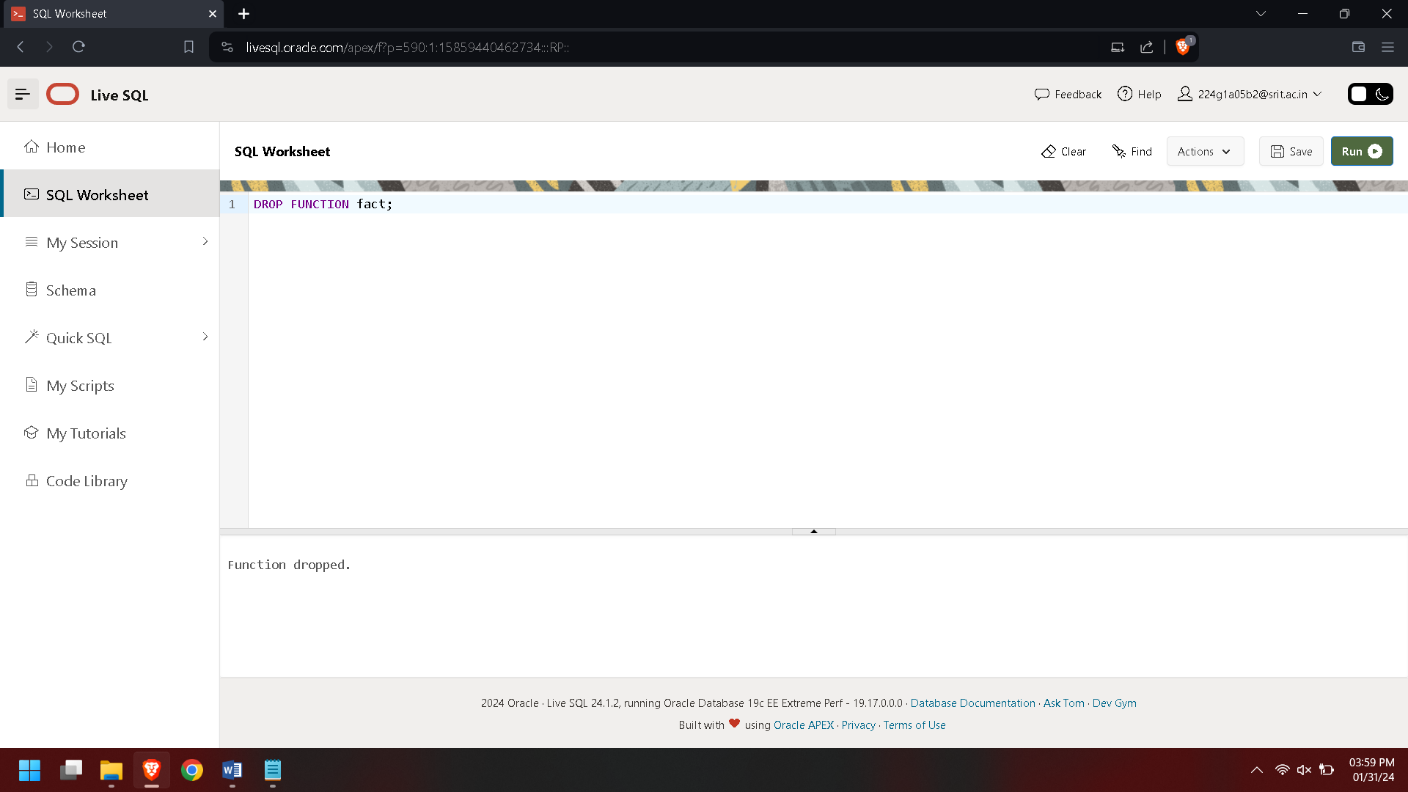 SQL Worksheet
livesql.oracle.com/apex/f?p=590:1:15859440462734:::RP::
1
Live SQL
Feedback
Help
224g1a05b2@srit.ac.in
Home
SQL Worksheet
My Session
Schema
Quick SQL
My Scripts
My Tutorials
Code Library
SQL Worksheet
Clear
Find
Actions
Save
Run
1 DROP FUNCTION fact;
Function dropped.
2024 Oracle · Live SQL 24.1.2, running Oracle Database 19c EE Extreme Perf - 19.17.0.0.0 · Database Documentation · Ask Tom · Dev Gym
Built with ❤ using Oracle APEX · Privacy · Terms of Use
03:59 PM
01/31/24